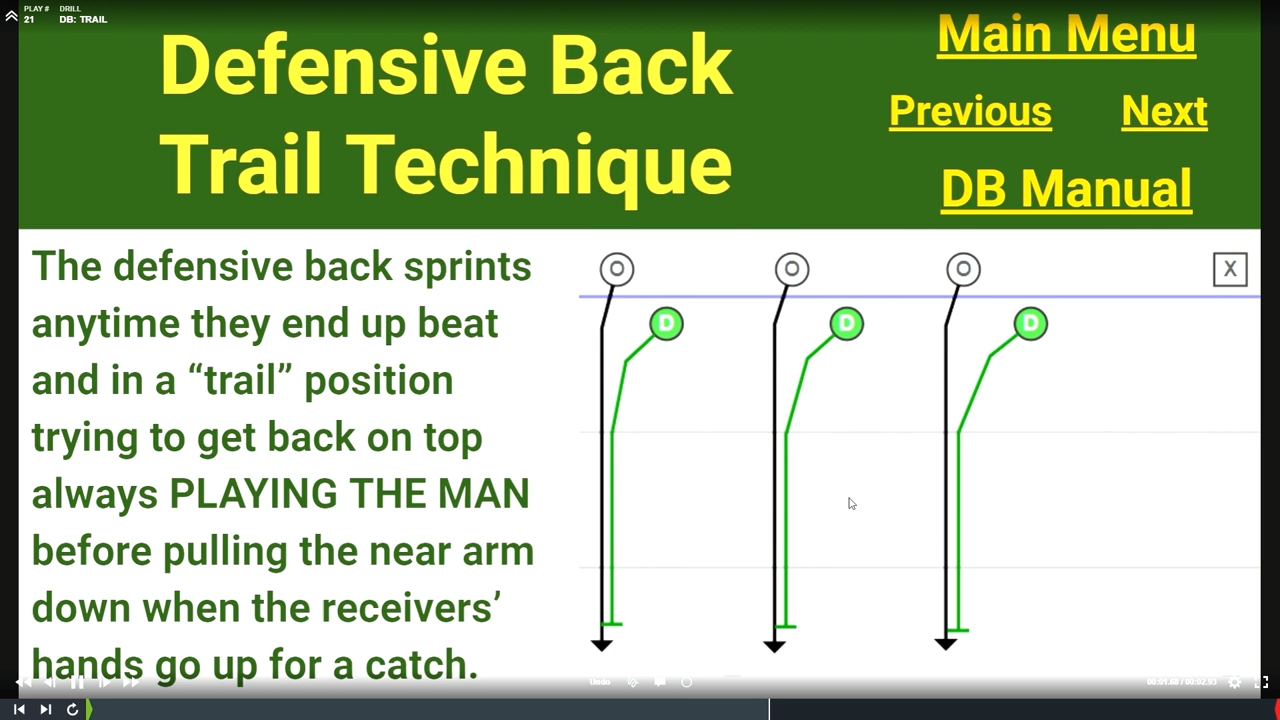 PLAY # DRILL
21 DB: TRAIL
Defensive Back
Trail Technique
Main Menu
Previous Next
DB Manual
The defensive back sprints
anytime they end up beat
and in a “trail” position
trying to get back on top
always PLAYING THE MAN
before pulling the near arm
down when the receivers’
hands go up for a catch.
O O O X
D D D
Undo